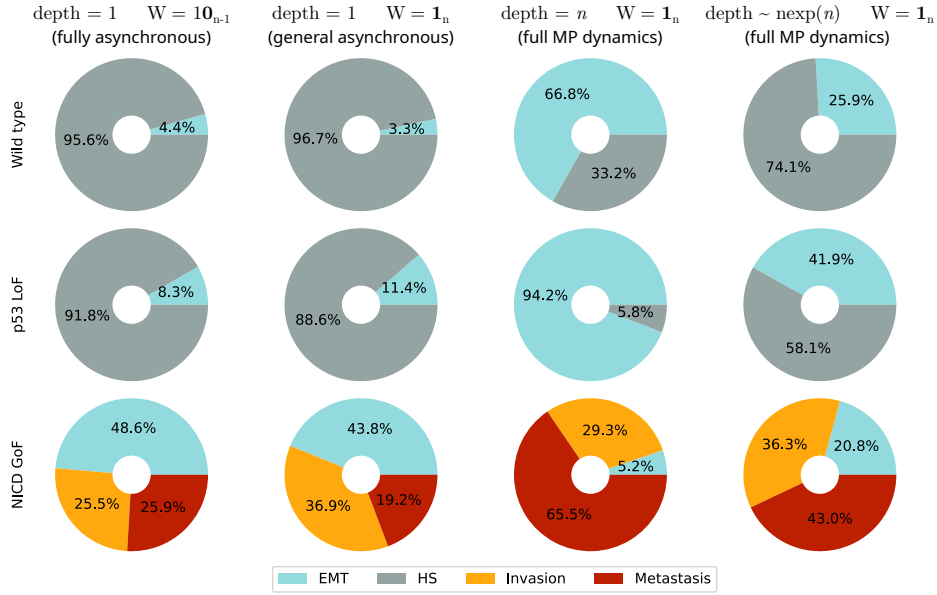 depth = 1 W = 10ₙ₋₁ depth = 1 W = 1ₙ depth = n W = 1ₙ depth ~ nexp(n) W = 1ₙ
(fully asynchronous) (general asynchronous) (full MP dynamics) (full MP dynamics)
Wild type
95.6% 4.4%
96.7% 3.3%
66.8% 33.2%
25.9% 74.1%
p53 LoF
91.8% 8.3%
88.6% 11.4%
94.2% 5.8%
41.9% 58.1%
NICD GoF
48.6% 25.5% 25.9%
43.8% 36.9% 19.2%
29.3% 5.2% 65.5%
36.3% 20.8% 43.0%
EMT HS Invasion Metastasis